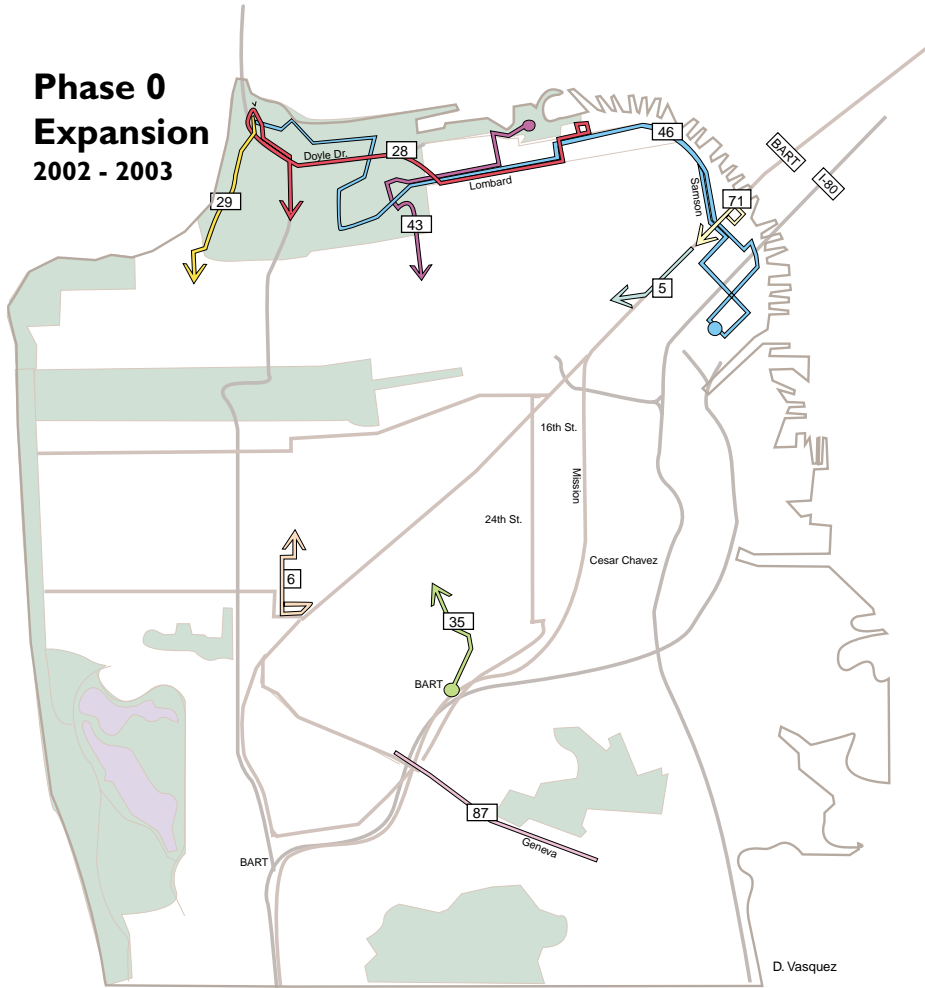 Phase 0
Expansion
2002 - 2003
46
28
Doyle Dr.
BART
Lombard
I-80
Samson
71
29
43
5
16th St.
Mission
24th St.
Cesar Chavez
6
35
BART
87
Geneva
BART
D. Vasquez